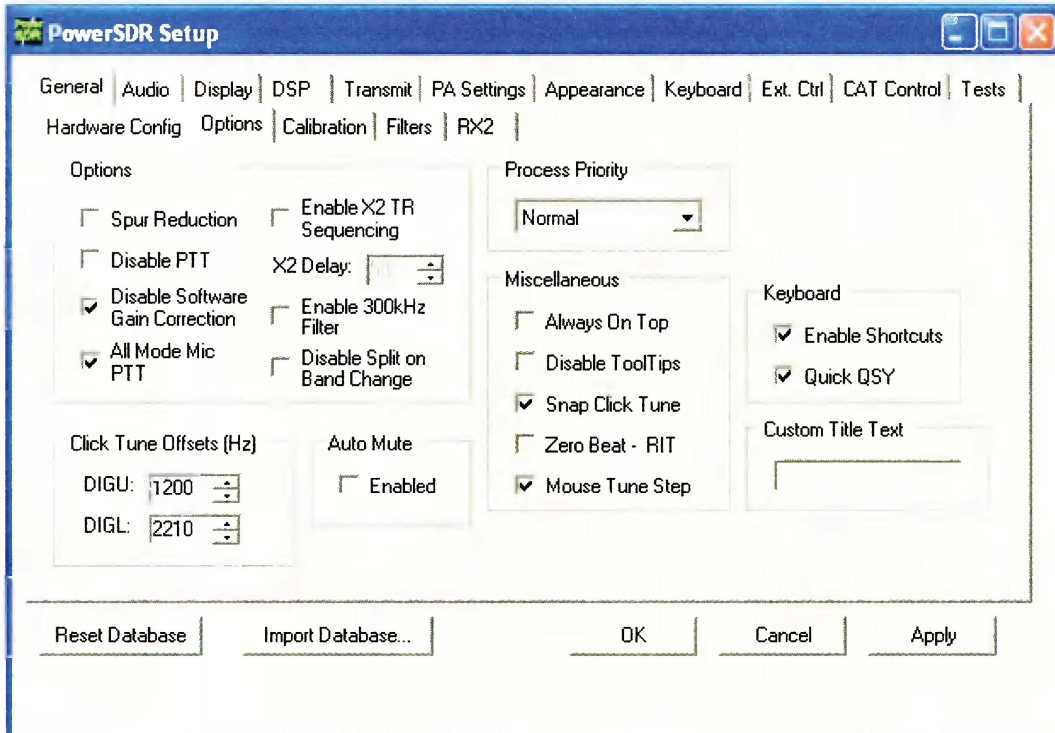 PowerSDR Setup
General Audio Display DSP Transmit PA Settings Appearance Keyboard Ext. Ctrl CAT Control Tests
Hardware Config Options Calibration Filters RX2
Options
Spur Reduction
Disable PTT
Disable Software
Gain Correction
All Mode Mic
PTT
Enable X2 TR
Sequencing
X2 Delay:
Enable 300kHz
Filter
Disable Split on
Band Change
Process Priority
Normal
Miscellaneous
Always On Top
Disable ToolTips
Snap Click Tune
Zero Beat - RIT
Mouse Tune Step
Keyboard
Enable Shortcuts
Quick QSY
Custom Title Text
Click Tune Offsets (Hz)
DIGU: 1200
DIGL: 2210
Auto Mute
Enabled
Reset Database Import Database... OK Cancel Apply